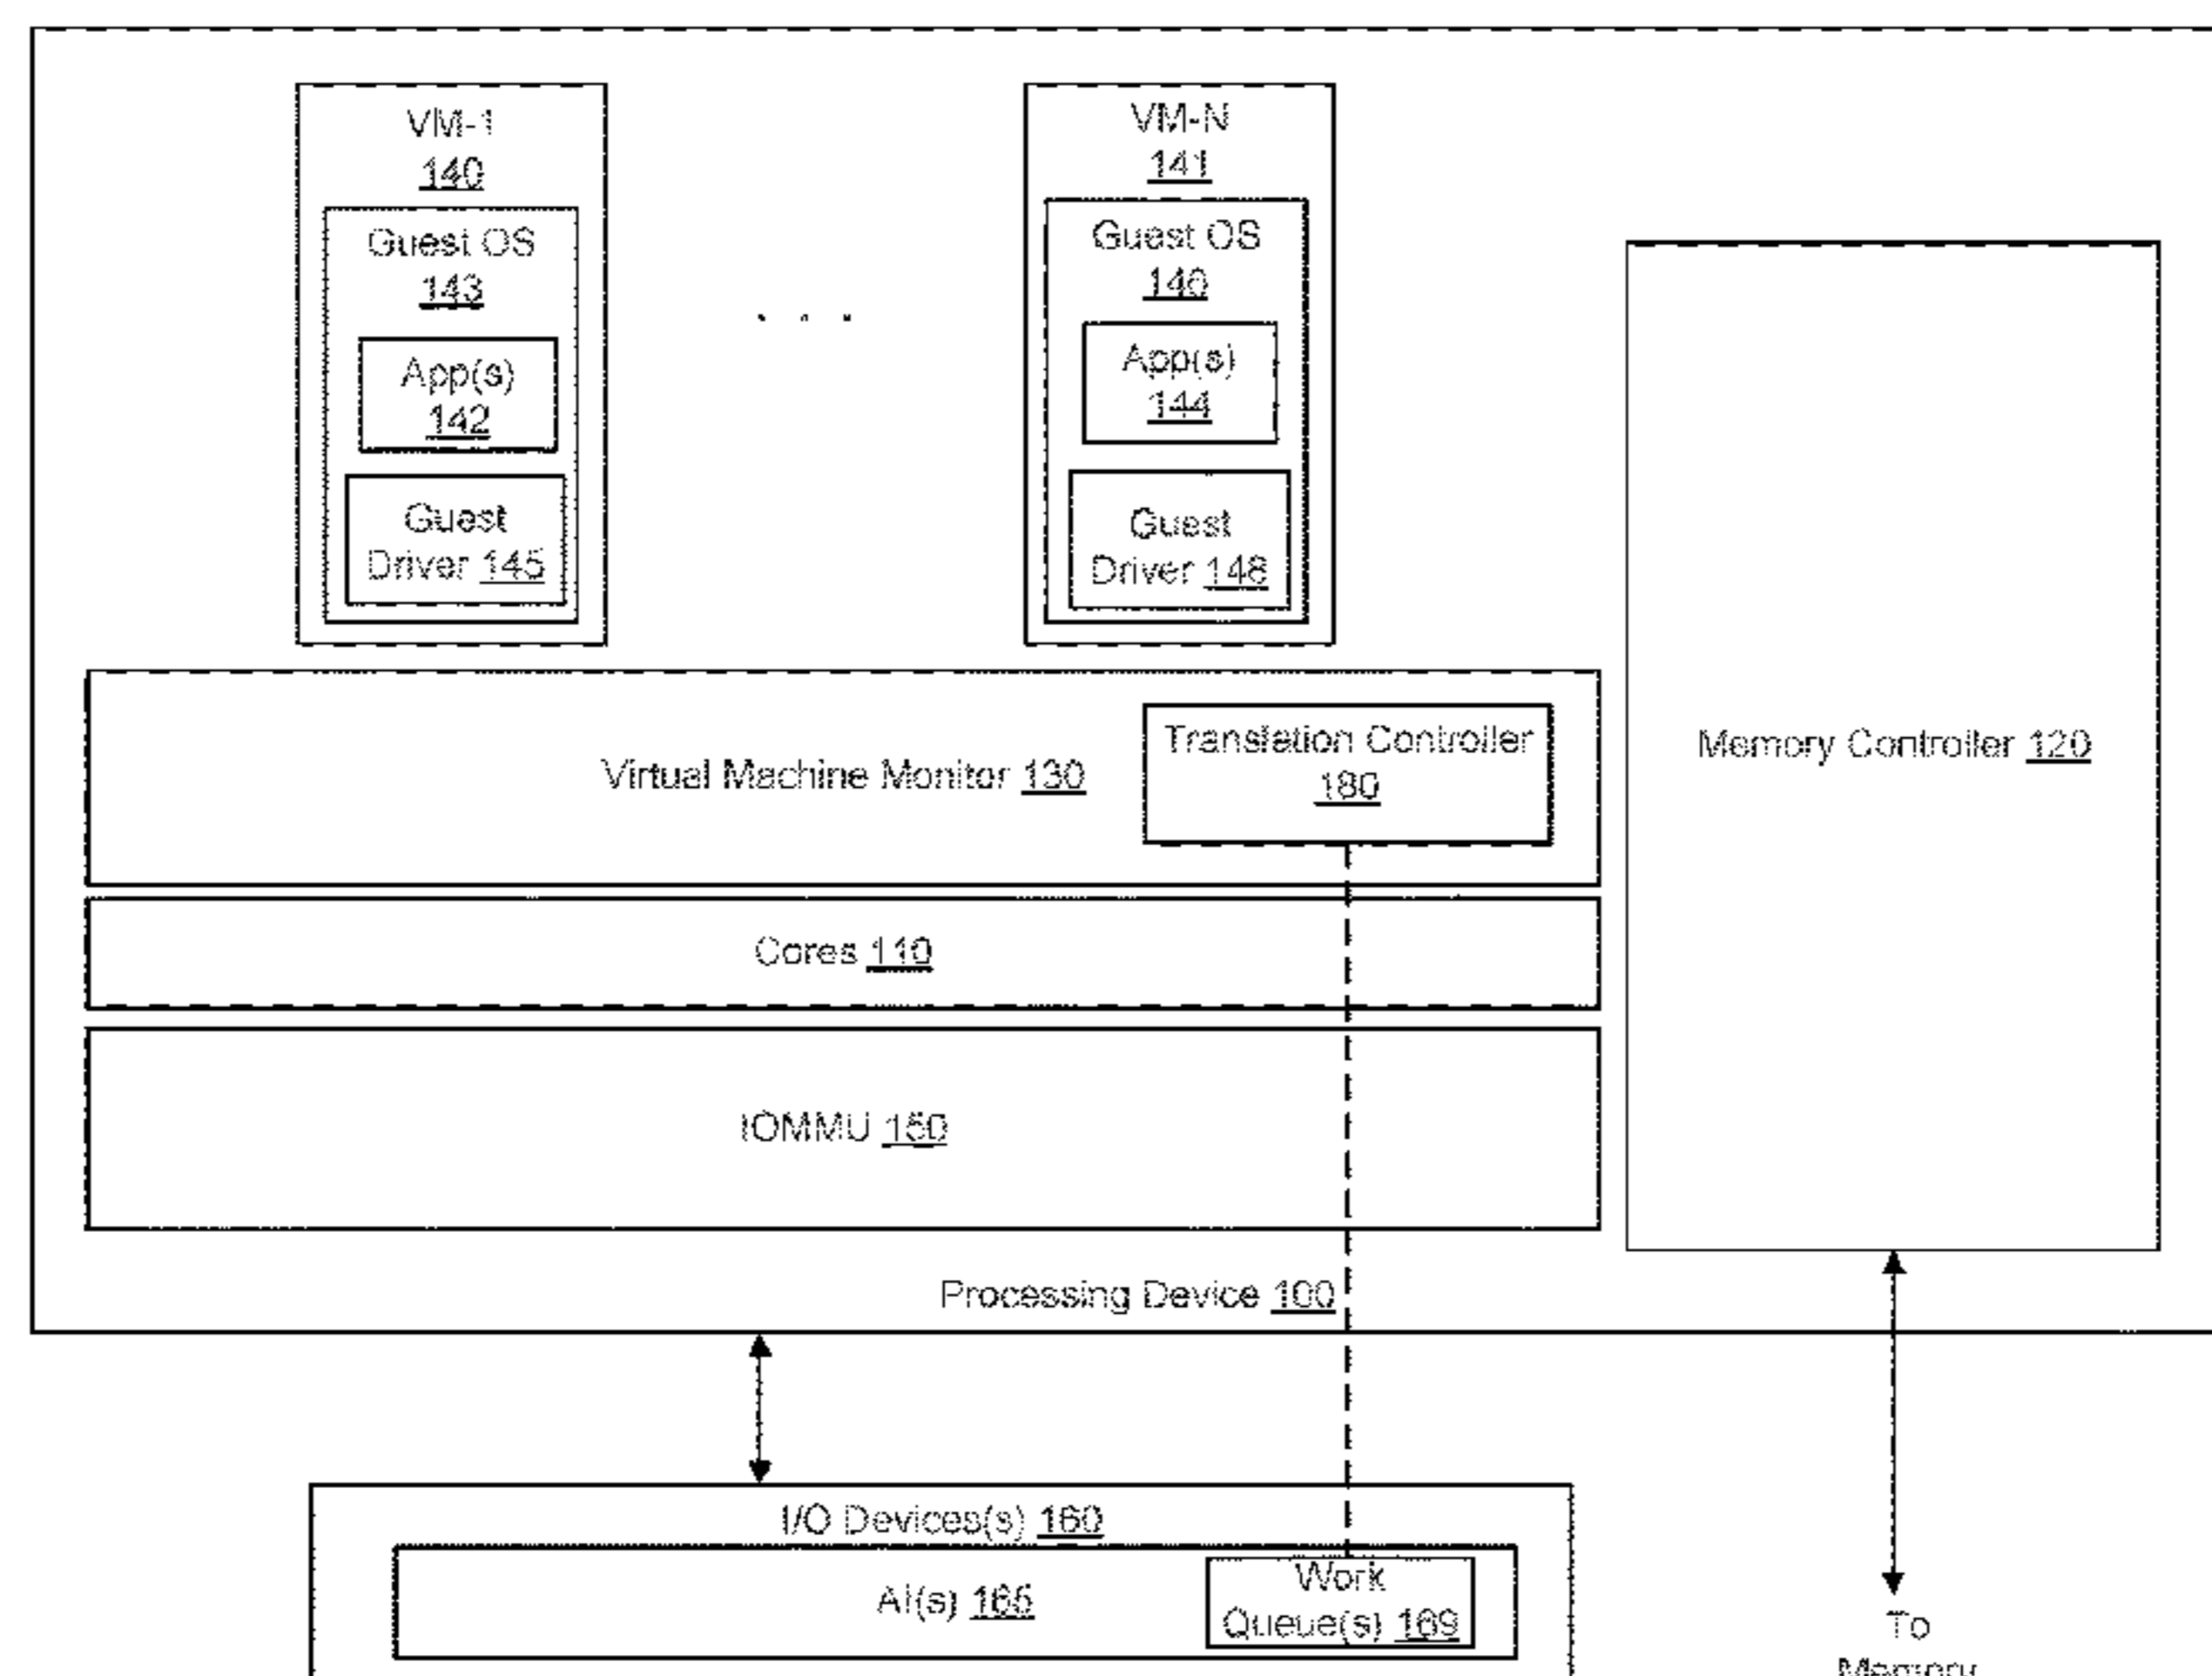 VM-1
140
Guest OS
143
App(s)
142
Guest
Driver 145
. . .
VM-N
141
Guest OS
146
App(s)
144
Guest
Driver 148
Virtual Machine Monitor 130
Translation Controller
180
Memory Controller 120
Cores 110
IOMMU 150
Processing Device 100
I/O Devices(s) 160
AI(s) 165
Work
Queue(s) 169
To
Memory